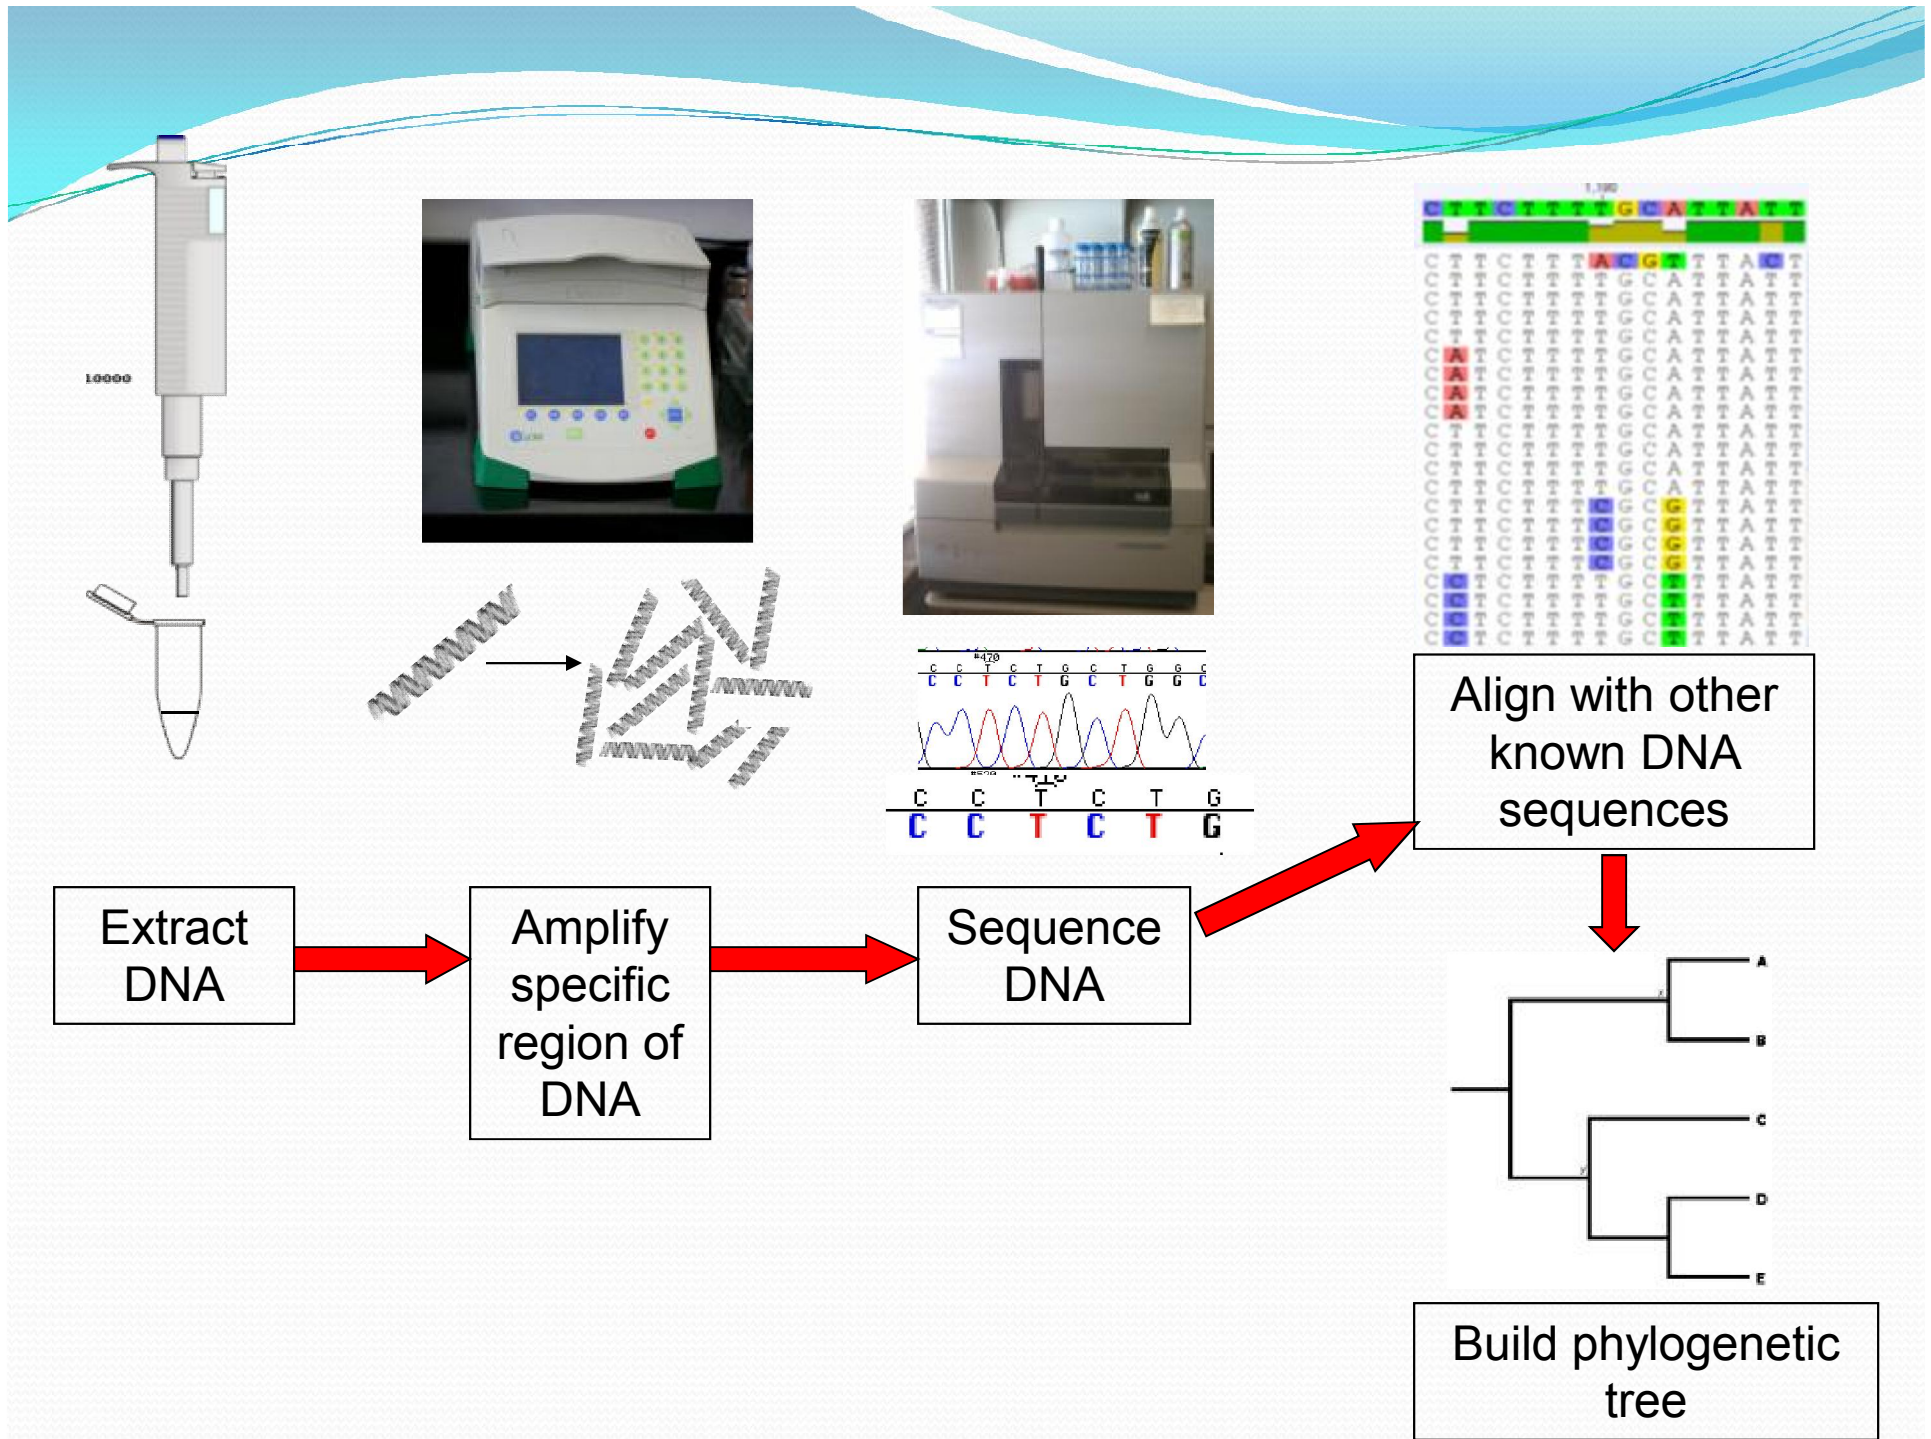 10000
C T T C T T T T G C A T T A T T
C T T C T T T A C G T T T A C T
C T T C T T T T G C A T T A T T
C T T C T T T T G C A T T A T T
C T T C T T T T G C A T T A T T
C T T C T T T T G C A T T A T T
C A T C T T T T G C A T T A T T
C A T C T T T T G C A T T A T T
C A T C T T T T G C A T T A T T
C A T C T T T T G C A T T A T T
C T T C T T T T G C A T T A T T
C T T C T T T T G C A T T A T T
C T T C T T T T G C A T T A T T
C T T C T T T T G C A T T A T T
C T T C T T T C G C G T T A T T
C T T C T T T C G C G T T A T T
C T T C T T T C G C G T T A T T
C T T C T T T C G C G T T A T T
C C T C T T T T G C T T T A T T
C C T C T T T T G C T T T A T T
C C T C T T T T G C T T T A T T
C C T C T T T T G C T T T A T T
#470
C C T C T G C T G G C
C C T C T G C T G G C
C C T C T G
C C T C T G
Extract
DNA
Amplify
specific
region of
DNA
Sequence
DNA
Align with other
known DNA
sequences
A
x
B
C
y
D
E
Build phylogenetic
tree